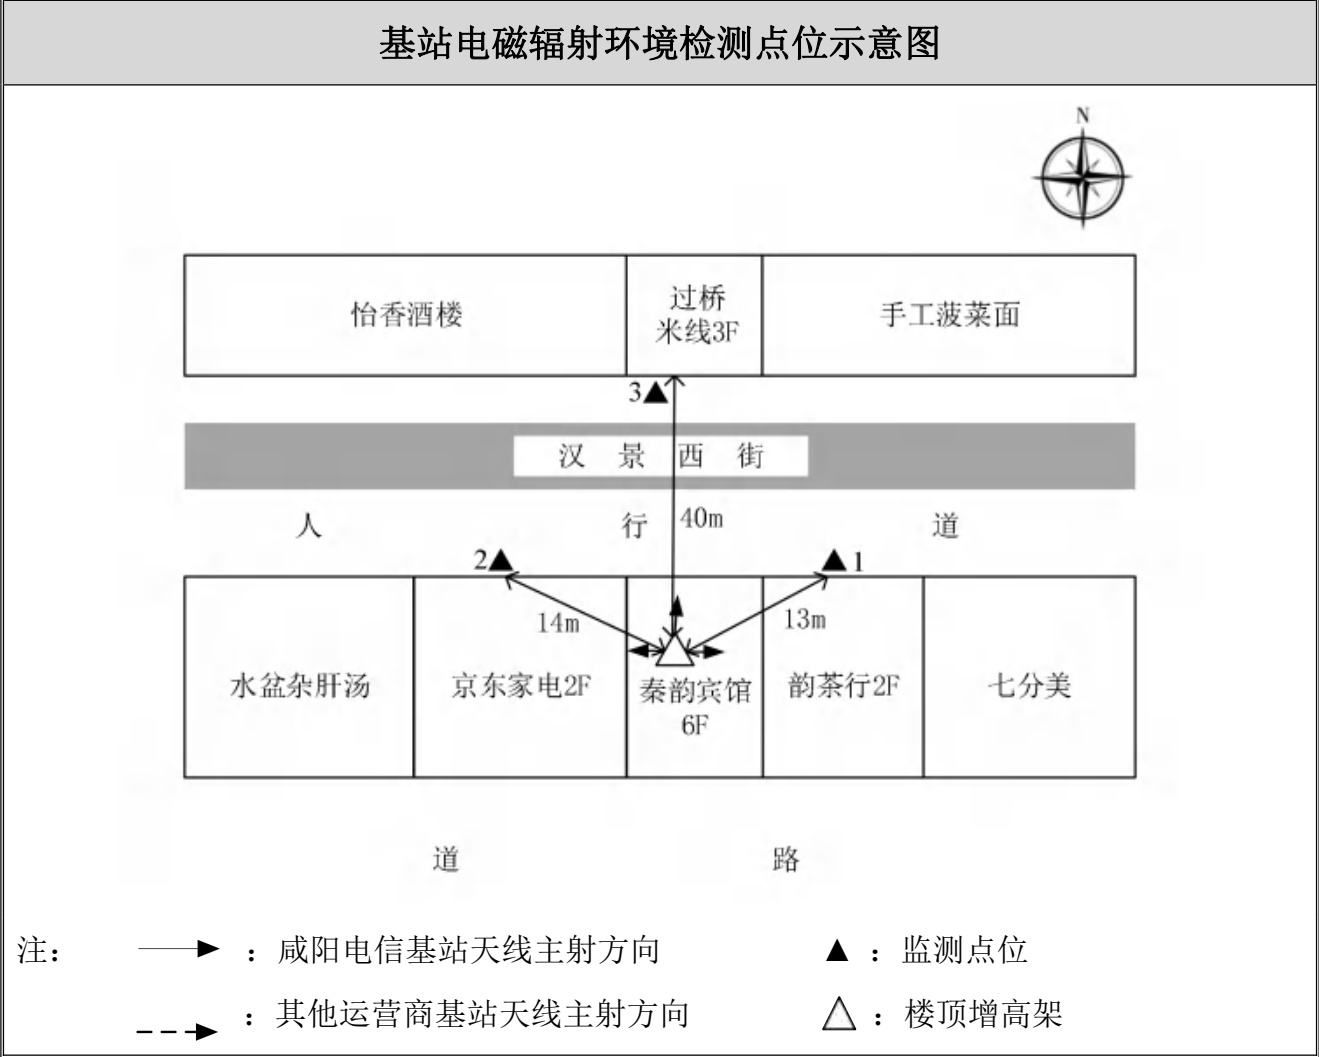 基站电磁辐射环境检测点位示意图
N
怡香酒楼
过桥
米线3F
手工菠菜面
3
汉景西街
人行道
40m
2
1
14m
13m
水盆杂肝汤
京东家电2F
秦韵宾馆
6F
韵茶行2F
七分美
道路
注：
：咸阳电信基站天线主射方向
：监测点位
：其他运营商基站天线主射方向
：楼顶增高架